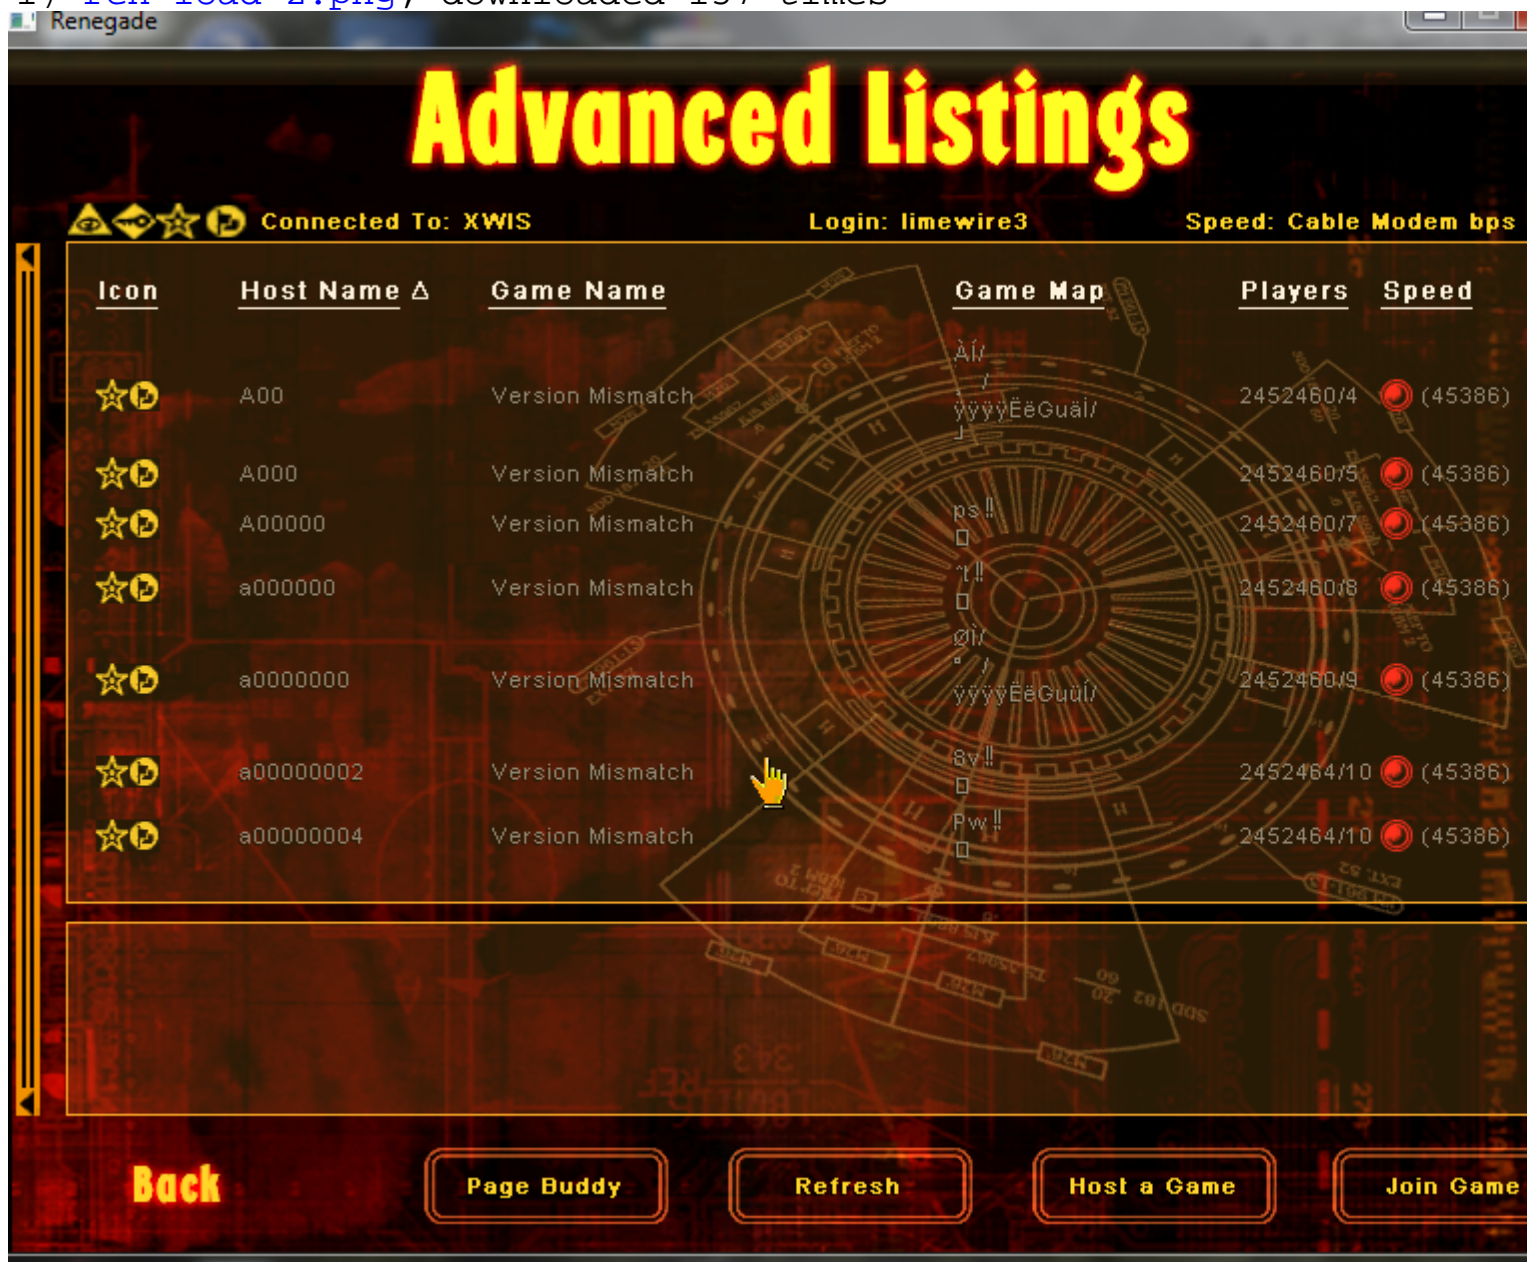 Renegade
Advanced Listings
Connected To: XWIS Login: limewire3 Speed: Cable Modem bps
Icon Host Name Δ Game Name Game Map Players Speed
A00 Version Mismatch 2452460/4 (45386)
A000 Version Mismatch 2452460/5 (45386)
A00000 Version Mismatch ps‼ 2452460/7 (45386)
a000000 Version Mismatch 2452460/8 (45386)
a0000000 Version Mismatch 2452460/9 (45386)
a00000002 Version Mismatch 8v‼ 2452464/10 (45386)
a00000004 Version Mismatch Pw‼ 2452464/10 (45386)
Back Page Buddy Refresh Host a Game Join Game